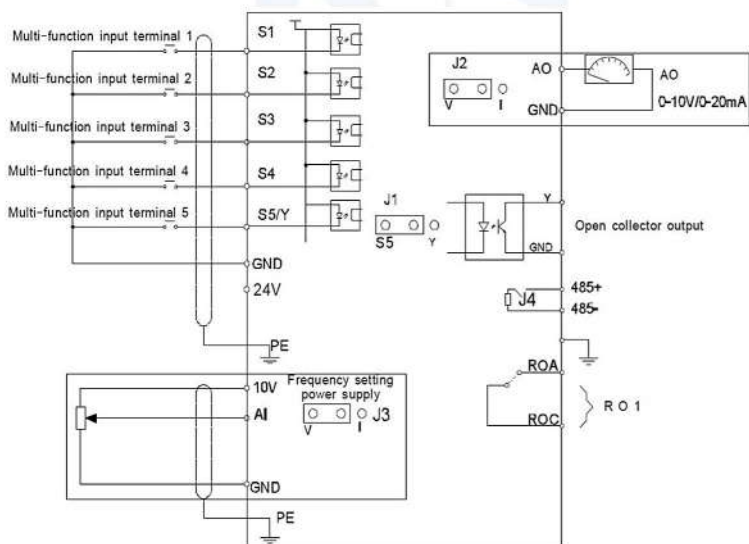 Multi-function input terminal 1
S1
Multi-function input terminal 2
S2
Multi-function input terminal 3
S3
Multi-function input terminal 4
S4
Multi-function input terminal 5
S5/Y
GND
24V
PE
J1
S5
Y
J2
V
I
AO
GND
AO
0-10V/0-20mA
Y
GND
Open collector output
485+
J4
485-
ROA
ROC
RO1
10V
Frequency setting
power supply
AI
J3
V
I
GND
PE